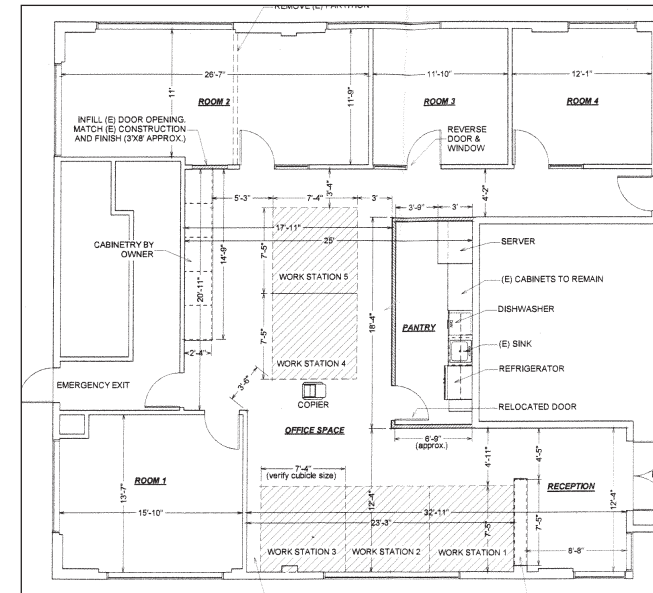 REMOVE (E) PARTITION
26'-7"
11'-10"
12'-1"
11'
11'-9"
ROOM 2
ROOM 3
ROOM 4
INFILL (E) DOOR OPENING.
MATCH (E) CONSTRUCTION
AND FINISH (3'X8' APPROX.)
REVERSE
DOOR &
WINDOW
5'-3"
7'-4"
3'-4"
3'
3'-9"
3'
4'-2"
17'-11"
25'
CABINETRY BY
OWNER
14'-9"
20'-11"
7'-5"
WORK STATION 5
SERVER
(E) CABINETS TO REMAIN
DISHWASHER
18'-4"
PANTRY
(E) SINK
7'-5"
WORK STATION 4
2'-4"
REFRIGERATOR
EMERGENCY EXIT
3'-6"
COPIER
RELOCATED DOOR
OFFICE SPACE
6'-9"
(approx.)
7'-4"
(verify cubicle size)
4'-11"
4'-5"
ROOM 1
13'-7"
15'-10"
12'-4"
32'-11"
23'-3"
RECEPTION
12'-4"
7'-5"
7'-5"
8'-8"
WORK STATION 3
WORK STATION 2
WORK STATION 1